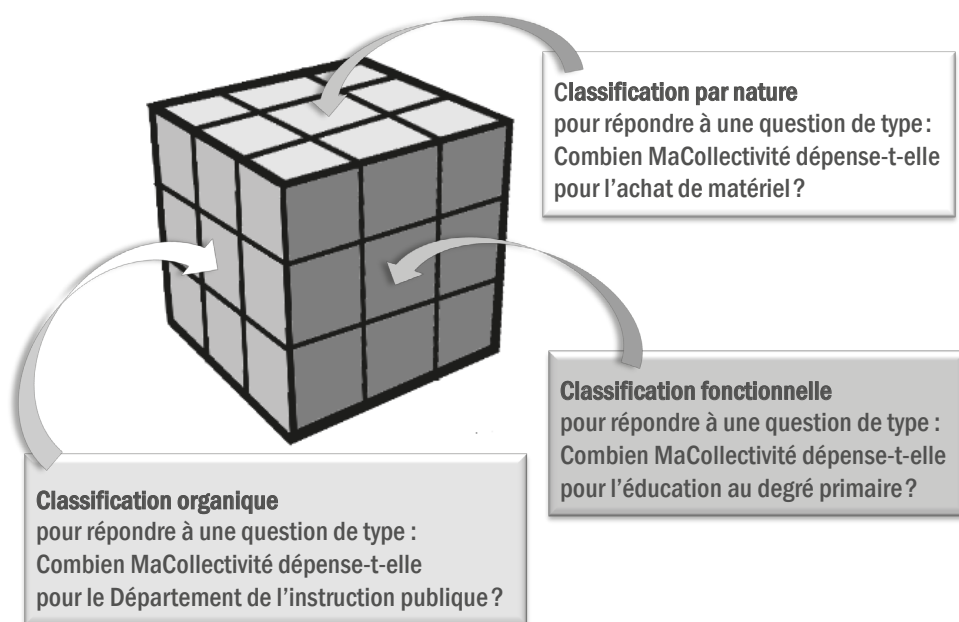 Classification par nature
pour répondre à une question de type :
Combien MaCollectivité dépense-t-elle
pour l'achat de matériel ?
Classification fonctionnelle
pour répondre à une question de type :
Combien MaCollectivité dépense-t-elle
pour l'éducation au degré primaire ?
Classification organique
pour répondre à une question de type :
Combien MaCollectivité dépense-t-elle
pour le Département de l'instruction publique ?